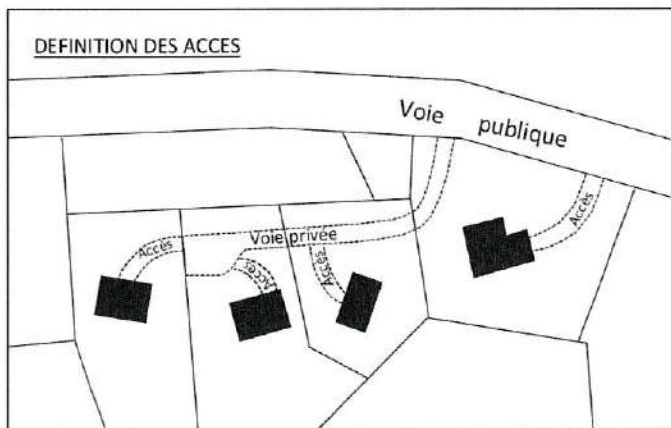 DEFINITION DES ACCES
Voie publique
Accès
Voie privée
Accès
Accès
Accès